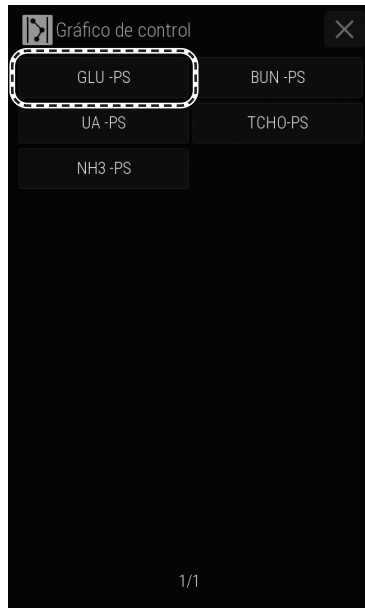 Gráfico de control
GLU -PS BUN -PS
UA -PS TCHO-PS
NH3 -PS
1/1